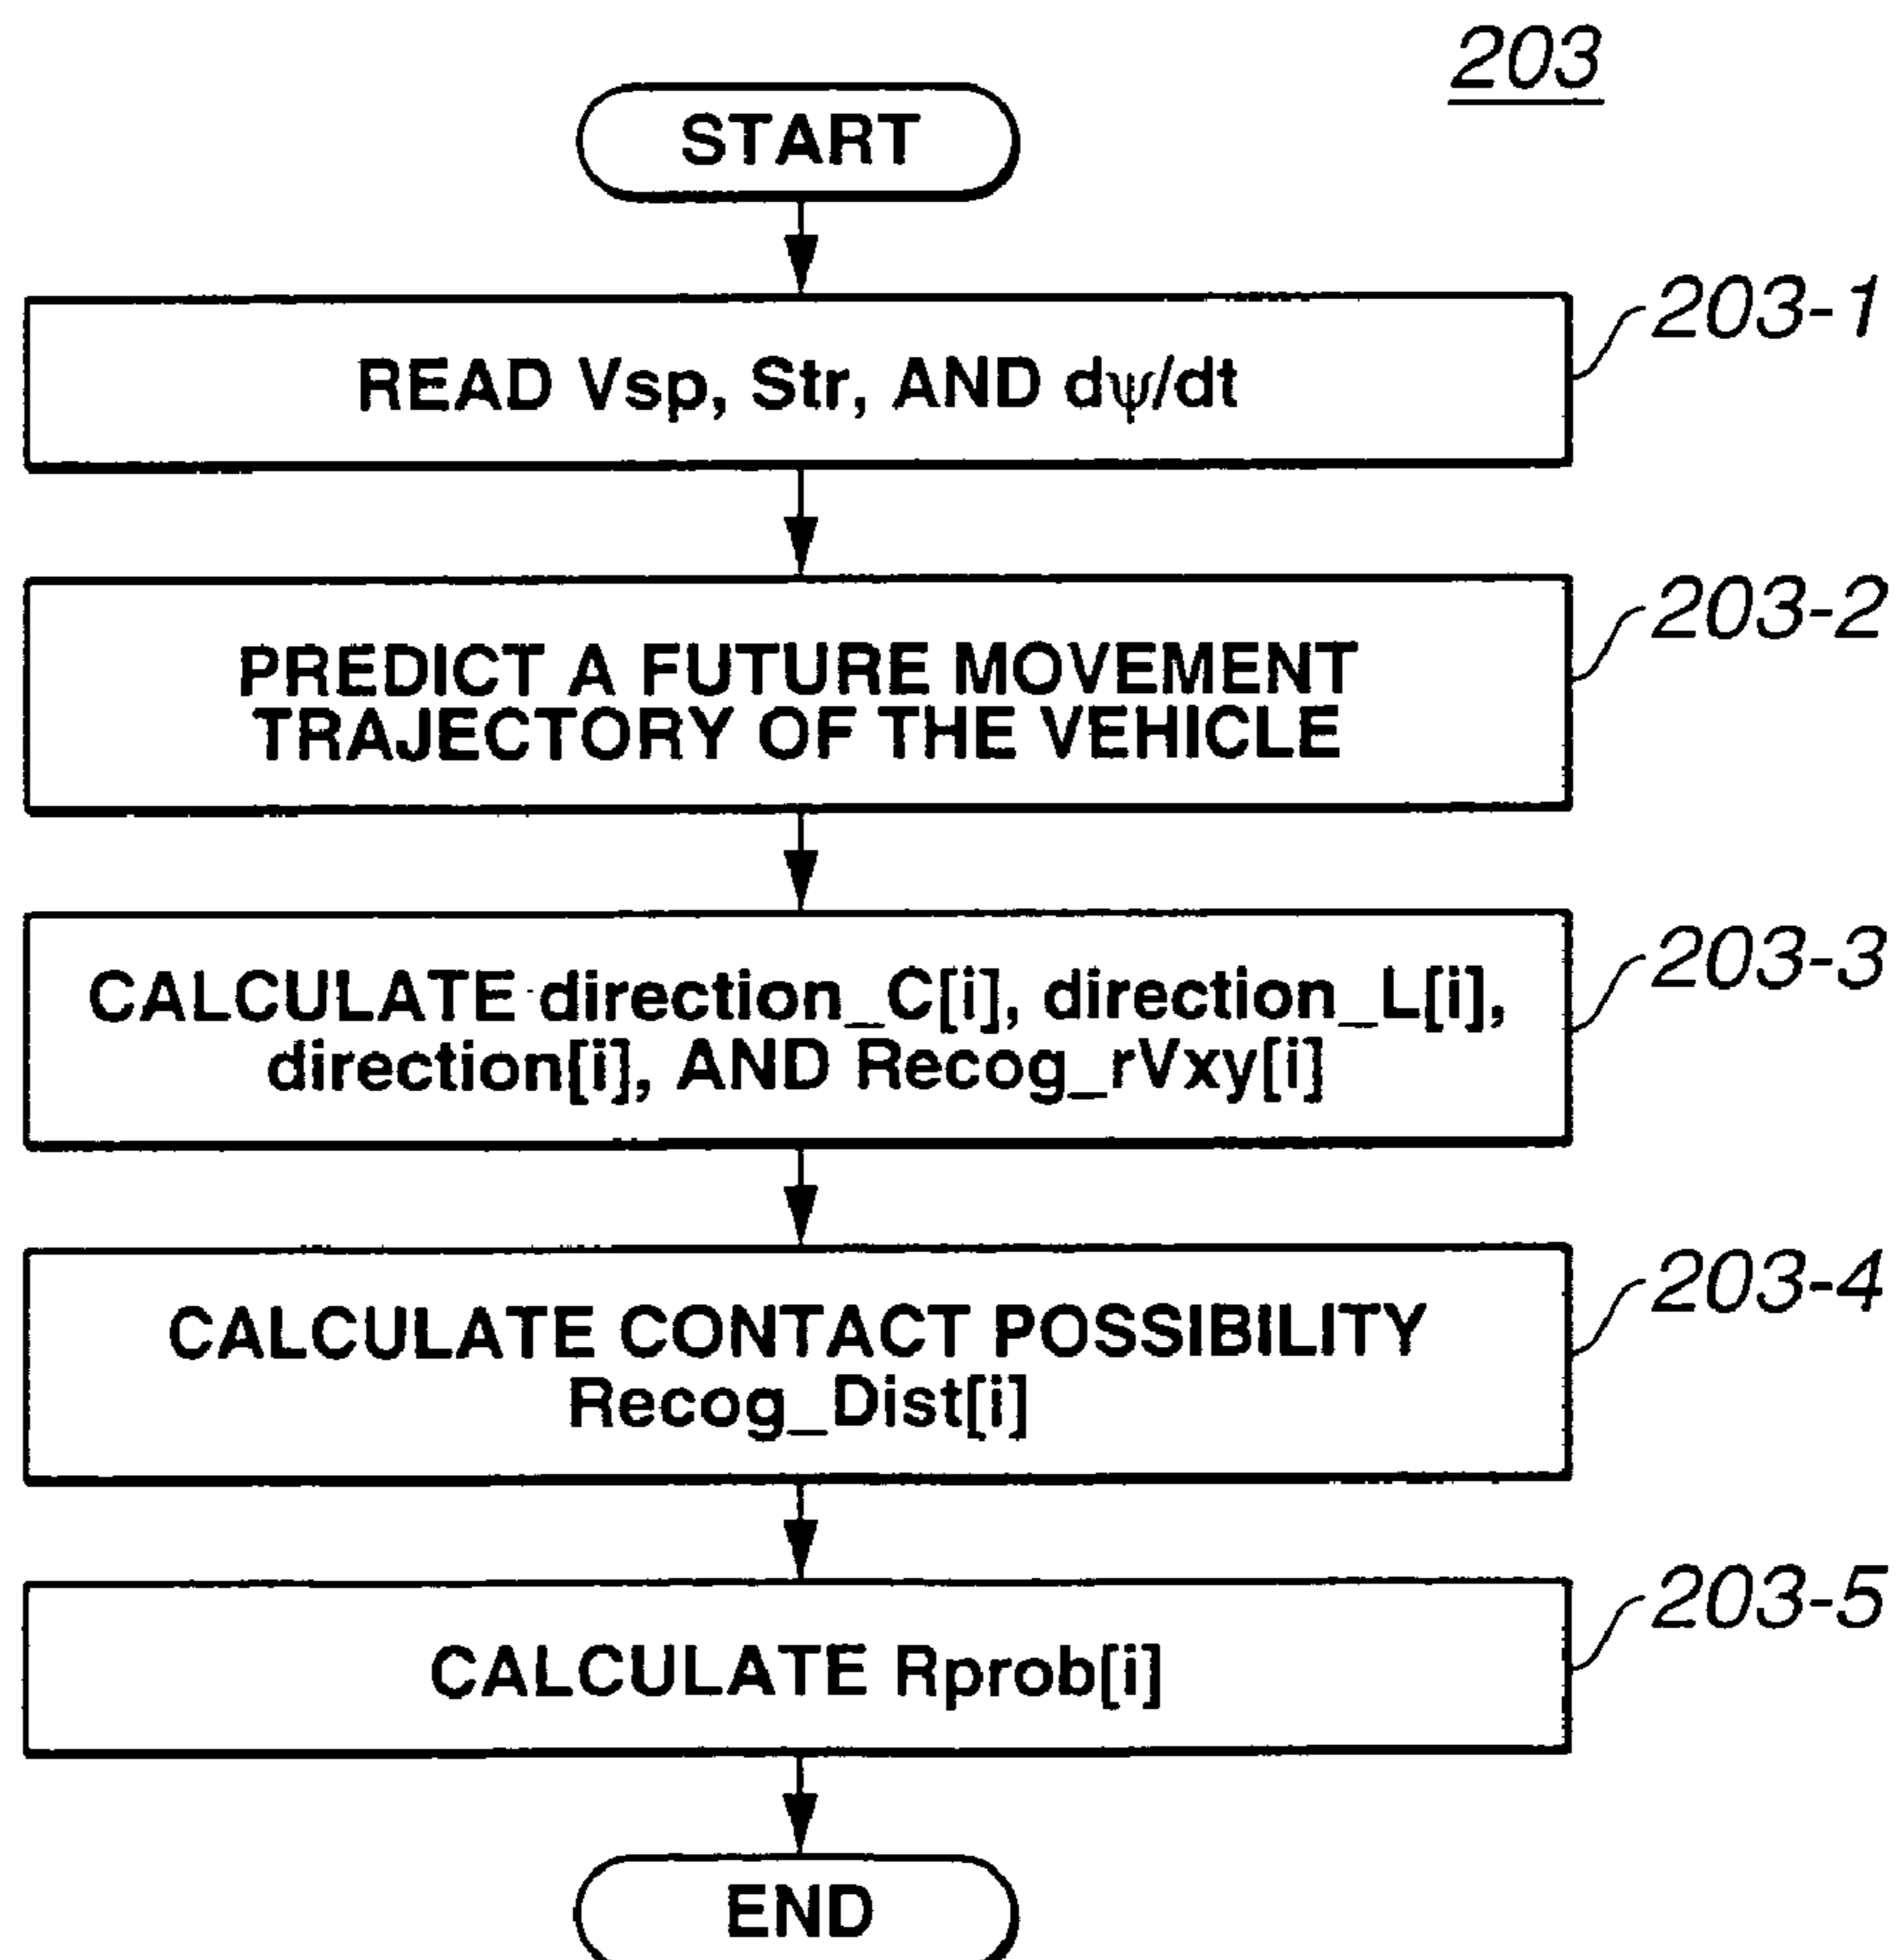 203
START
203-1
READ Vsp, Str, AND dψ/dt
203-2
PREDICT A FUTURE MOVEMENT
TRAJECTORY OF THE VEHICLE
203-3
CALCULATE direction_C[i], direction_L[i],
direction[i], AND Recog_rVxy[i]
203-4
CALCULATE CONTACT POSSIBILITY
Recog_Dist[i]
203-5
CALCULATE Rprob[i]
END